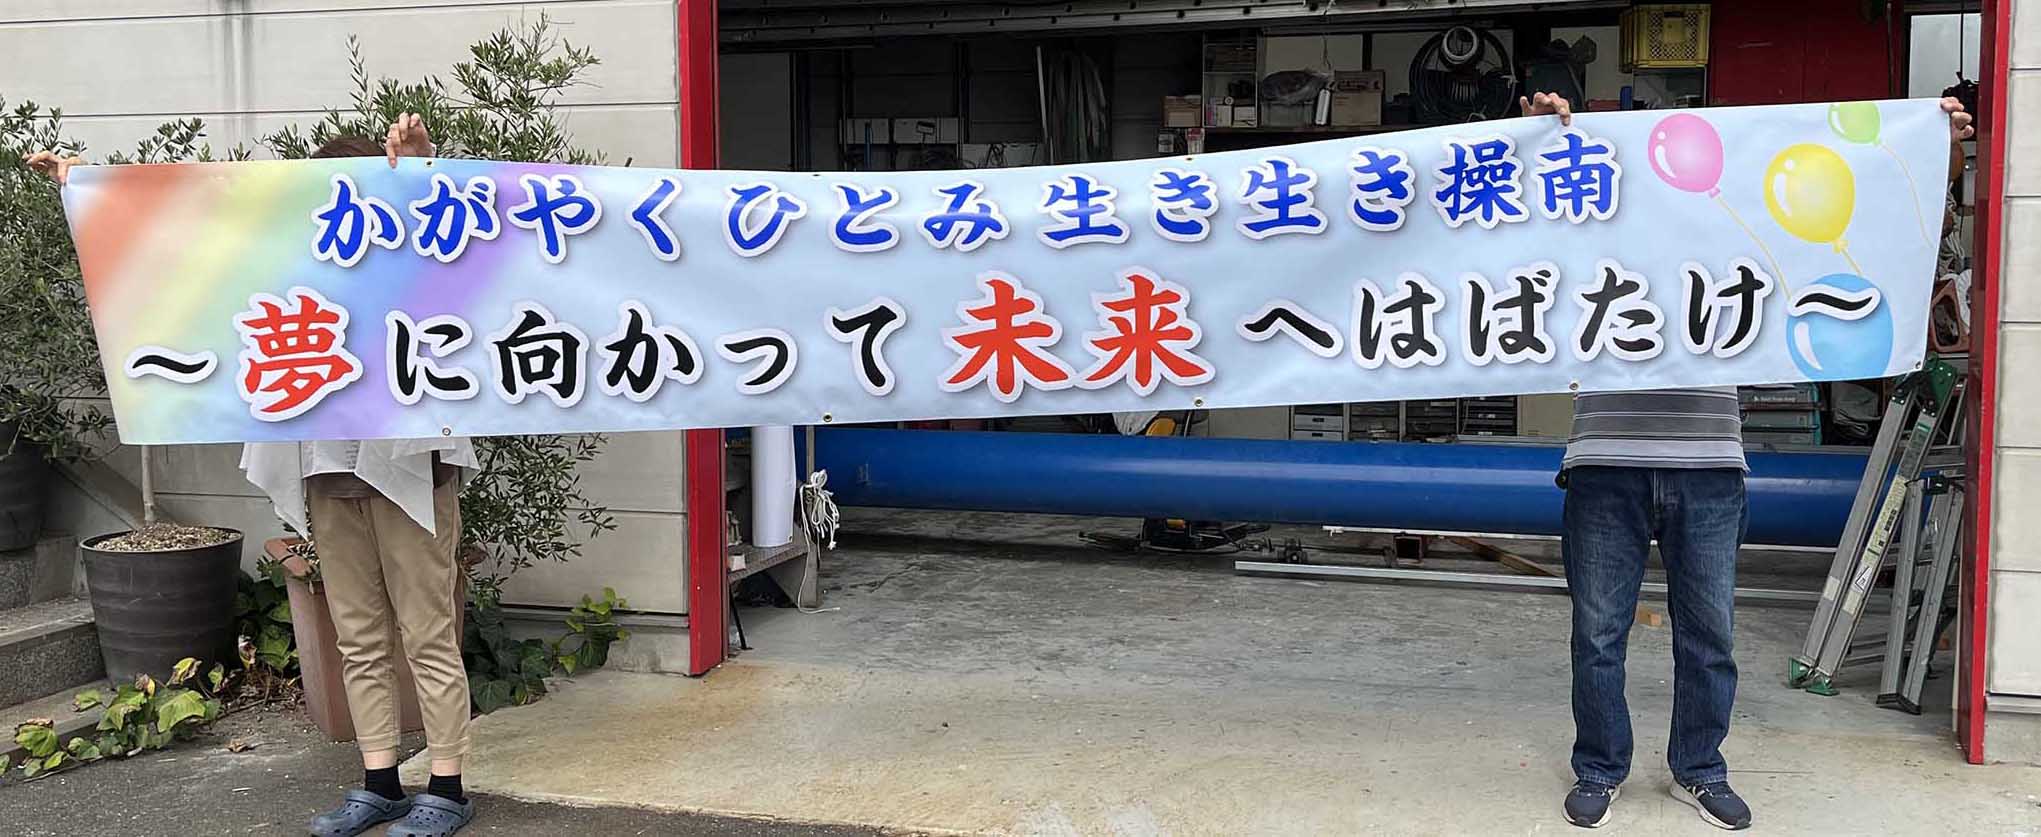 かがやくひとみ 生き生き操南
～夢に向かって未来へはばたけ～